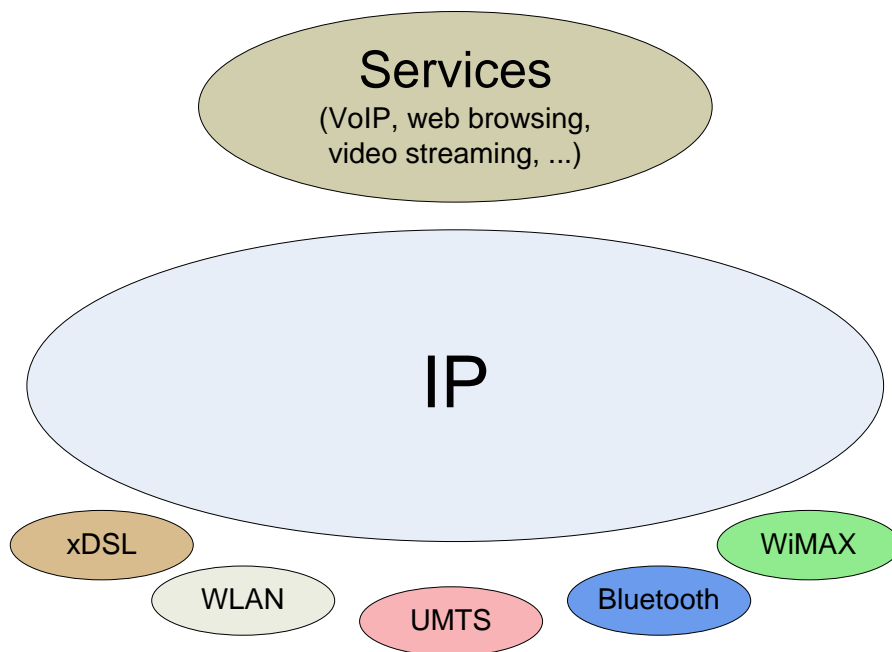 Services
(VoIP, web browsing,
video streaming, ...)
IP
xDSL
WiMAX
WLAN
Bluetooth
UMTS